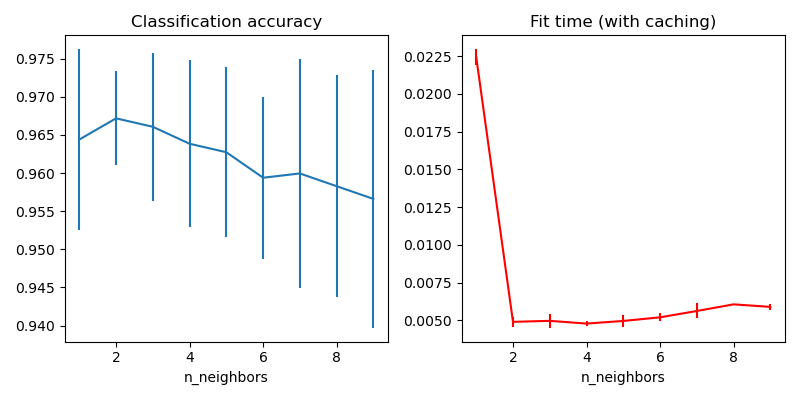 Classification accuracy
0.975
0.970
0.965
0.960
0.955
0.950
0.945
0.940
2 4 6 8
n_neighbors
Fit time (with caching)
0.0225
0.0200
0.0175
0.0150
0.0125
0.0100
0.0075
0.0050
2 4 6 8
n_neighbors